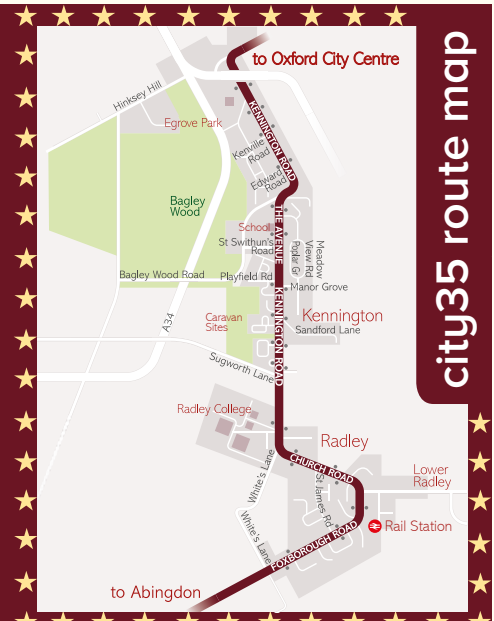 city35 route map
to Oxford City Centre
Hinksey Hill
Egrove Park
KENNINGTON ROAD
Kenville
Road
Edward
Road
Bagley
Wood
THE AVENUE
School
St Swithun's
Road
Meadow
View Rd
Poplar Gr
Bagley Wood Road
Playfield Rd
Manor Grove
KENNINGTON ROAD
Caravan
Sites
Kennington
Sandford Lane
A34
Sugworth Lane
Radley College
Radley
White's Lane
CHURCH ROAD
Lower
Radley
St James Rd
White's Lane
Rail Station
FOXBOROUGH ROAD
to Abingdon